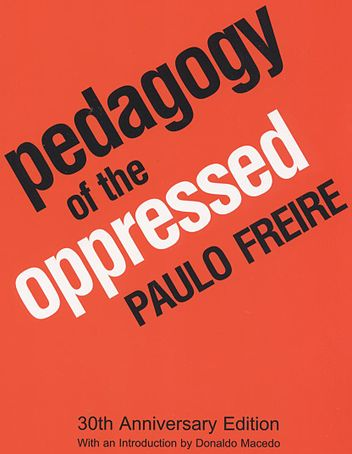 pedagogy
of the
oppressed
PAULO FREIRE
30th Anniversary Edition
With an Introduction by Donaldo Macedo